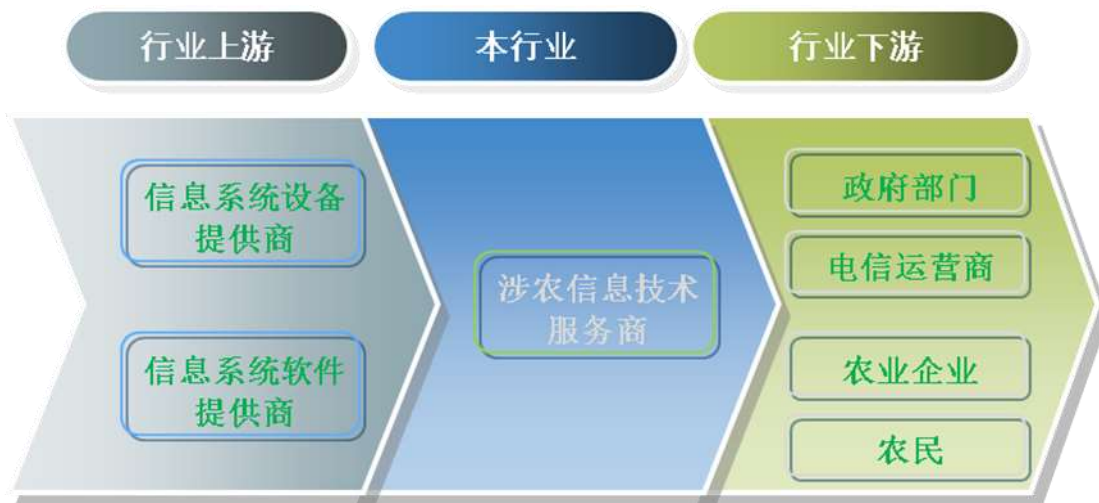 行业上游
本行业
行业下游
信息系统设备
提供商
信息系统软件
提供商
涉农信息技术
服务商
政府部门
电信运营商
农业企业
农民